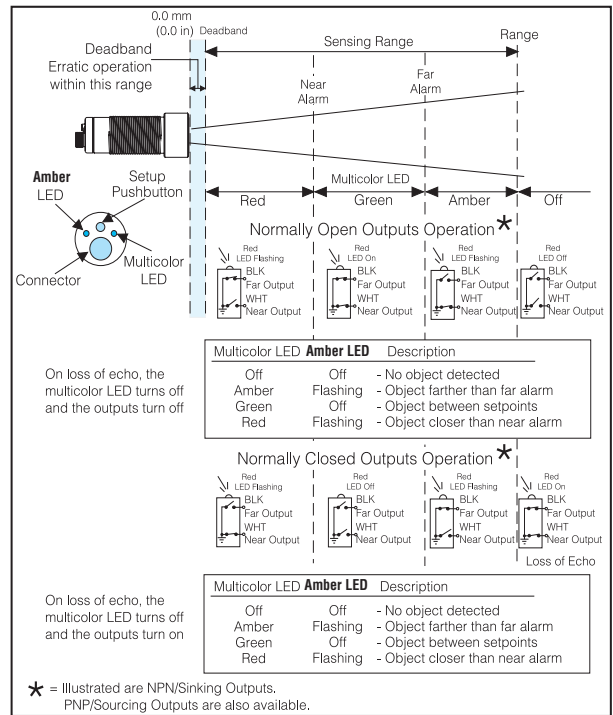 0.0 mm
(0.0 in)
Deadband
Range
Sensing Range
Deadband
Erratic operation
within this range
Near
Alarm
Far
Alarm
Amber
LED
Setup
Pushbutton
Connector
Multicolor
LED
Multicolor LED
Red
Green
Amber
Off
Normally Open Outputs Operation*
Red
LED Flashing
BLK
Far Output
WHT
Near Output
Red
LED On
BLK
Far Output
WHT
Near Output
Red
LED Flashing
BLK
Far Output
WHT
Near Output
Red
LED Off
BLK
Far Output
WHT
Near Output
On loss of echo, the
multicolor LED turns off
and the outputs turn off
Multicolor LED Amber LED Description
Off Off - No object detected
Amber Flashing - Object farther than far alarm
Green Off - Object between setpoints
Red Flashing - Object closer than near alarm
Normally Closed Outputs Operation*
Red
LED Flashing
BLK
Far Output
WHT
Near Output
Red
LED Off
BLK
Far Output
WHT
Near Output
Red
LED Flashing
BLK
Far Output
WHT
Near Output
Red
LED On
BLK
Far Output
WHT
Near Output
Loss of Echo
On loss of echo, the
multicolor LED turns off
and the outputs turn on
Multicolor LED Amber LED Description
Off Off - No object detected
Amber Flashing - Object farther than far alarm
Green Off - Object between setpoints
Red Flashing - Object closer than near alarm
* = Illustrated are NPN/Sinking Outputs.
PNP/Sourcing Outputs are also available.